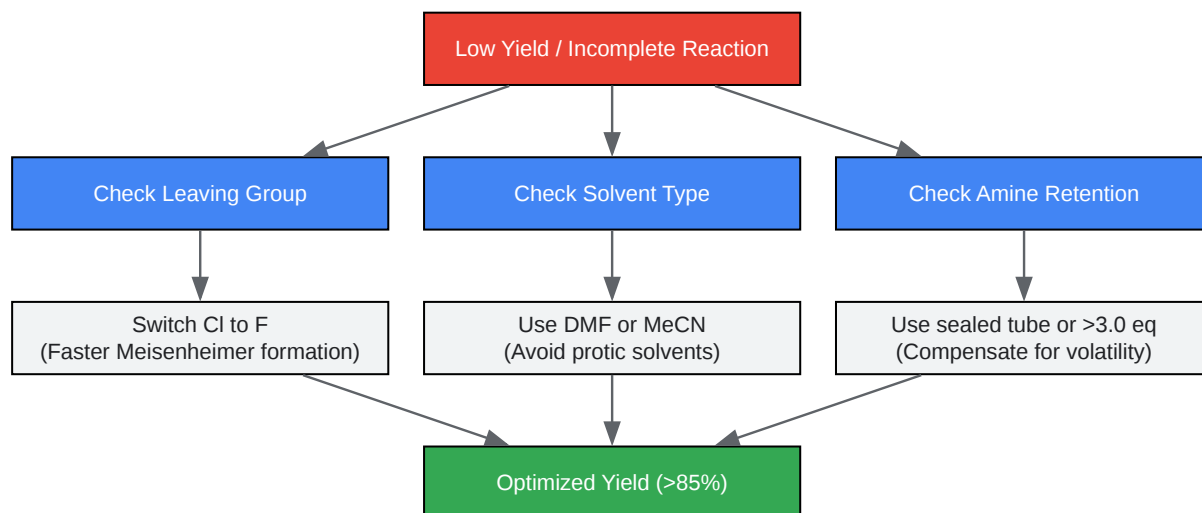 Low Yield / Incomplete Reaction
Check Leaving Group
Check Solvent Type
Check Amine Retention
Switch Cl to F
(Faster Meisenheimer formation)
Use DMF or MeCN
(Avoid protic solvents)
Use sealed tube or >3.0 eq
(Compensate for volatility)
Optimized Yield (>85%)